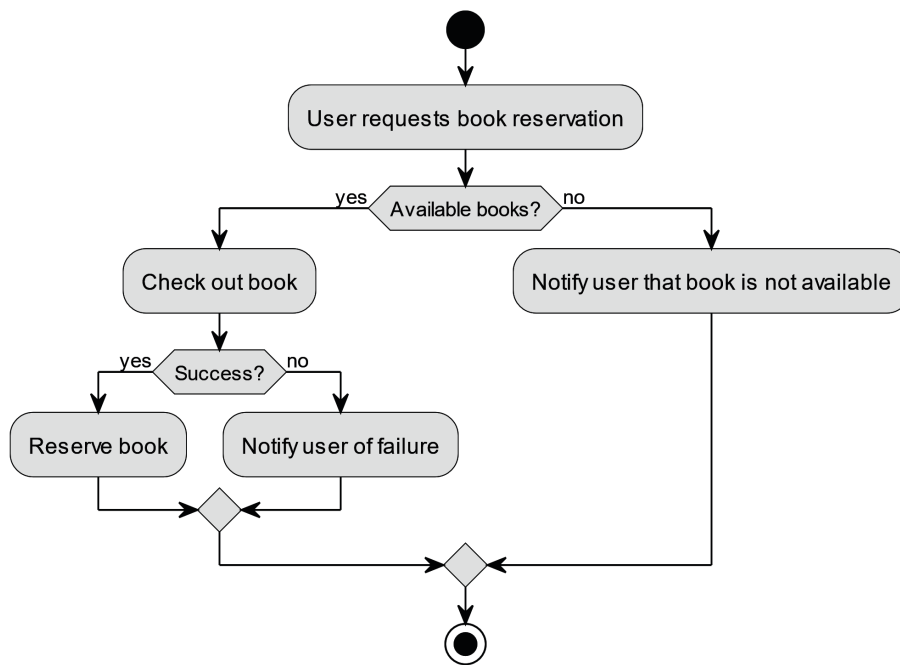 User requests book reservation
yes
Available books?
no
Check out book
Notify user that book is not available
yes
Success?
no
Reserve book
Notify user of failure